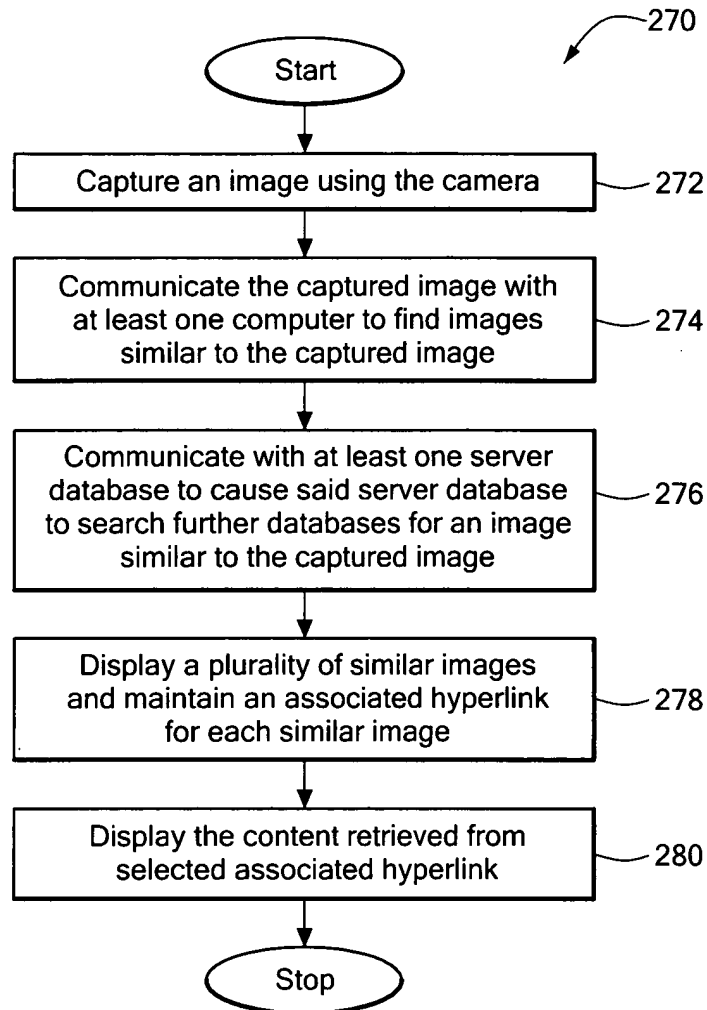 270
Start
Capture an image using the camera
272
Communicate the captured image with
at least one computer to find images
similar to the captured image
274
Communicate with at least one server
database to cause said server database
to search further databases for an image
similar to the captured image
276
Display a plurality of similar images
and maintain an associated hyperlink
for each similar image
278
Display the content retrieved from
selected associated hyperlink
280
Stop